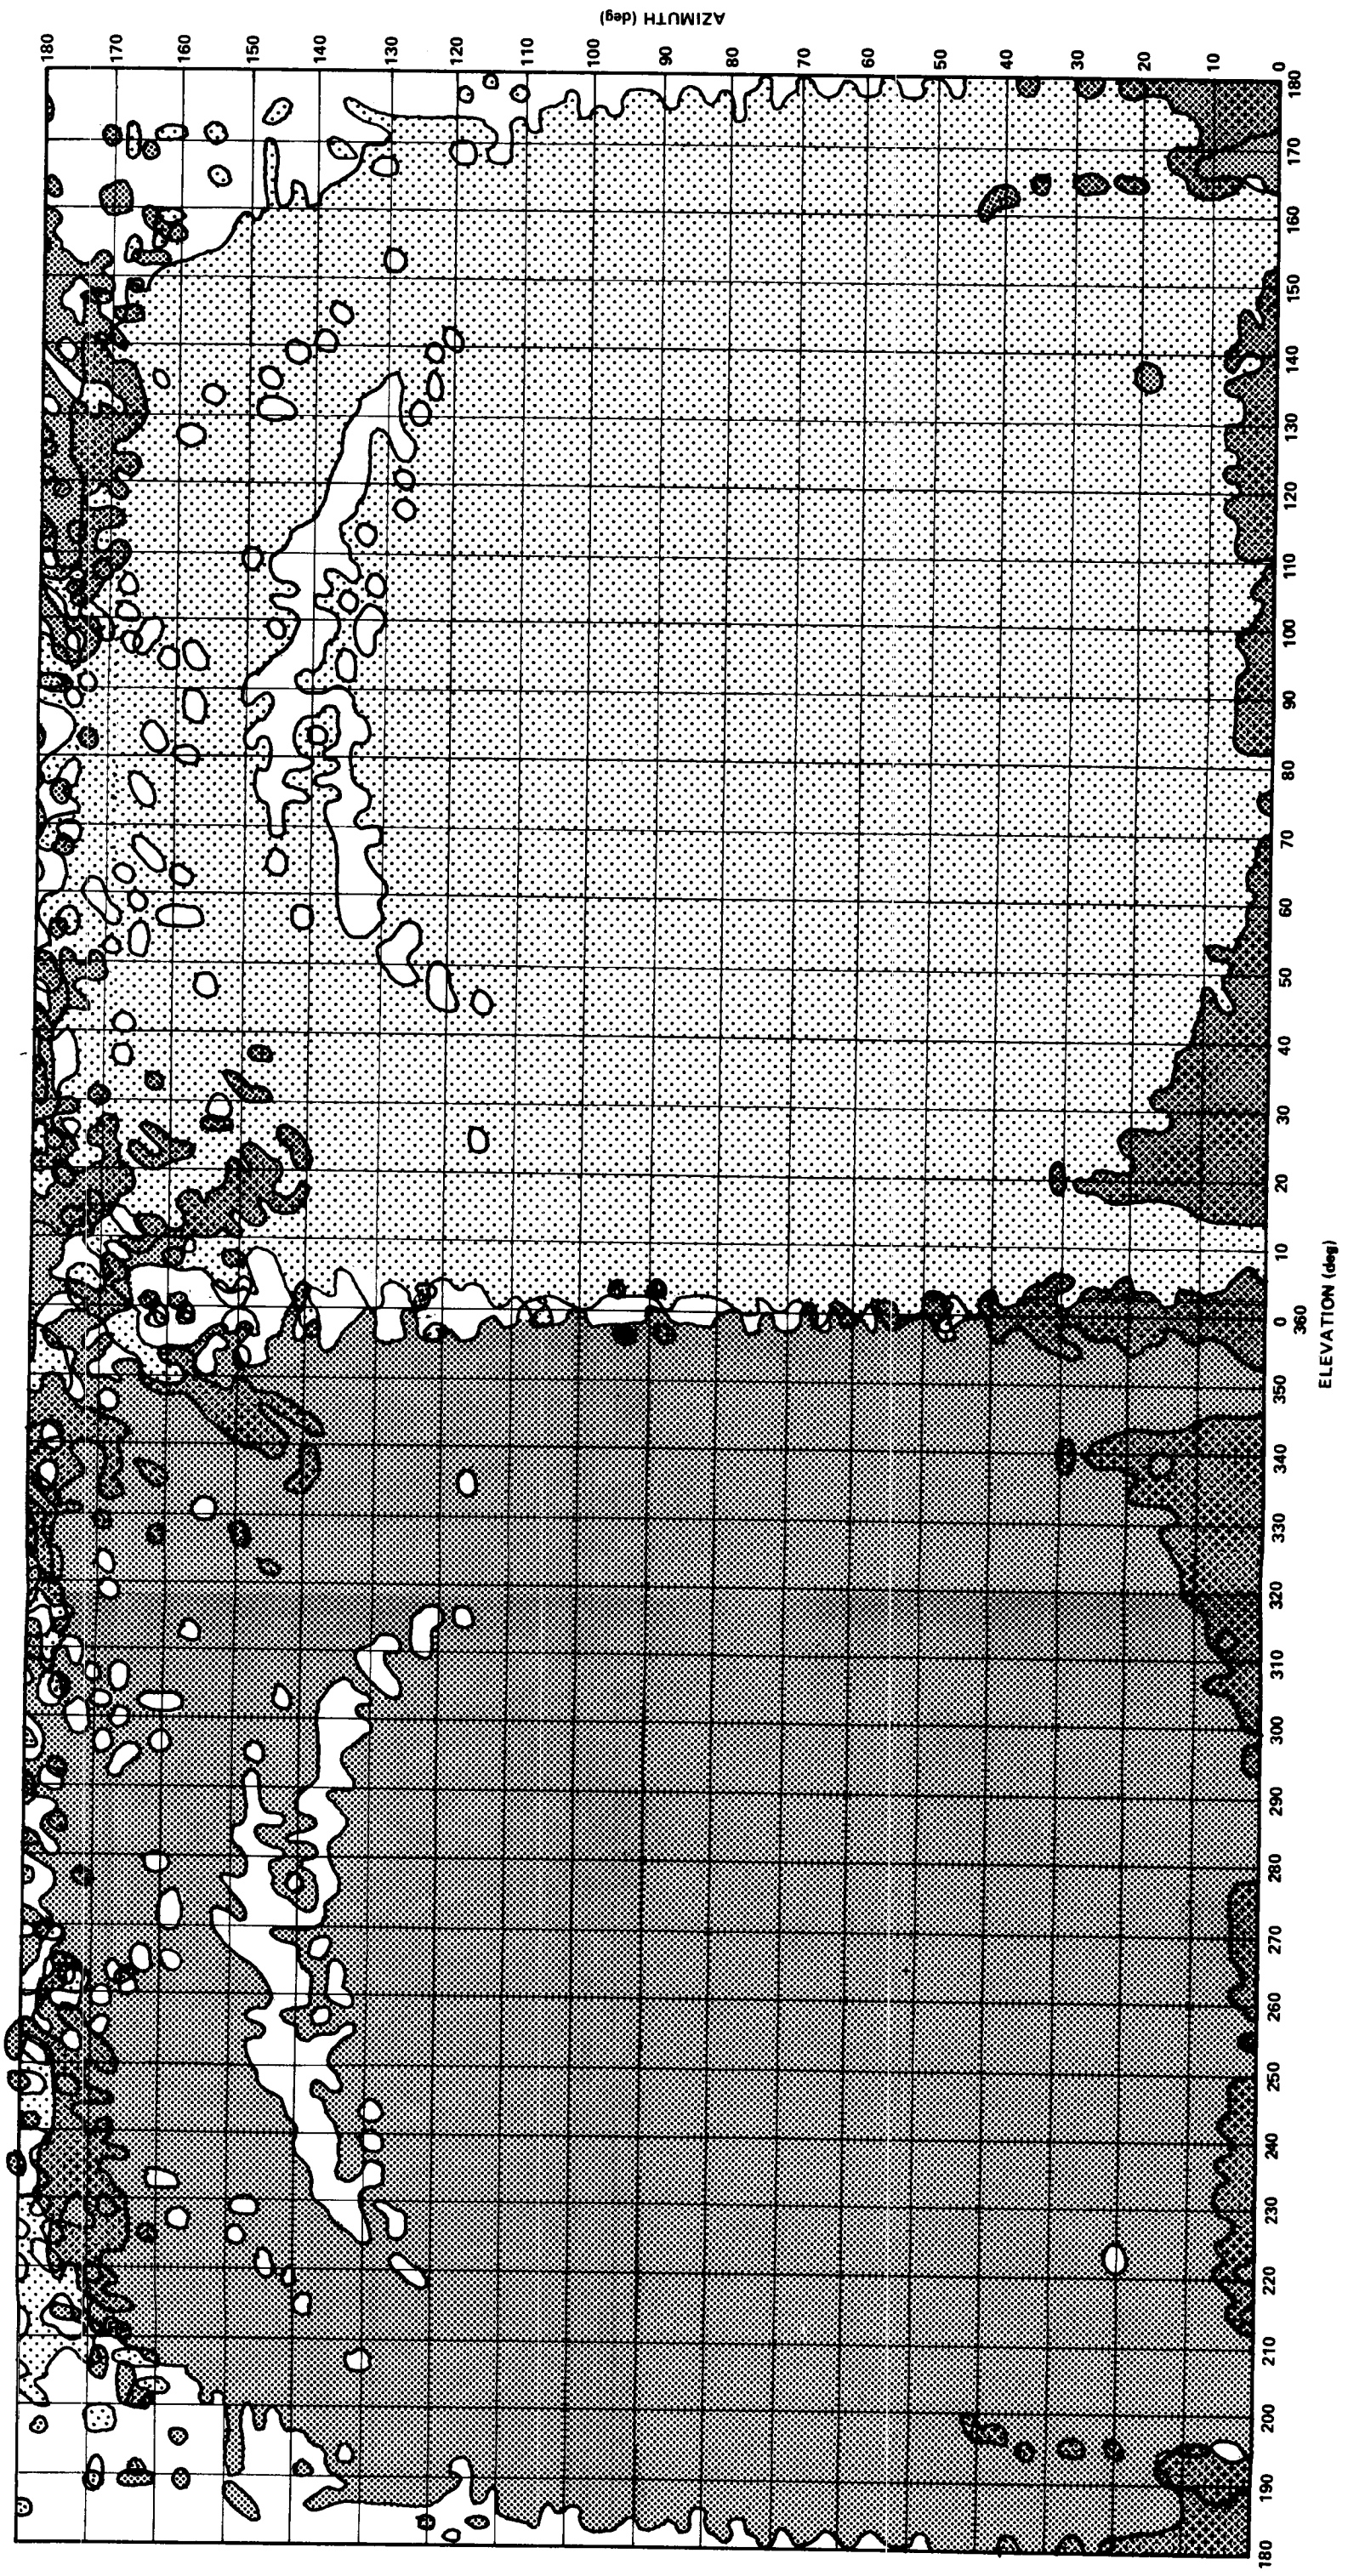 AZIMUTH (deg)
180 170 160 150 140 130 120 110 100 90 80 70 60 50 40 30 20 10 0
180 170 160 150 140 130 120 110 100 90 80 70 60 50 40 30 20 10 0 350 340 330 320 310 300 290 280 270 260 250 240 230 220 210 200 190 180
360
ELEVATION (deg)